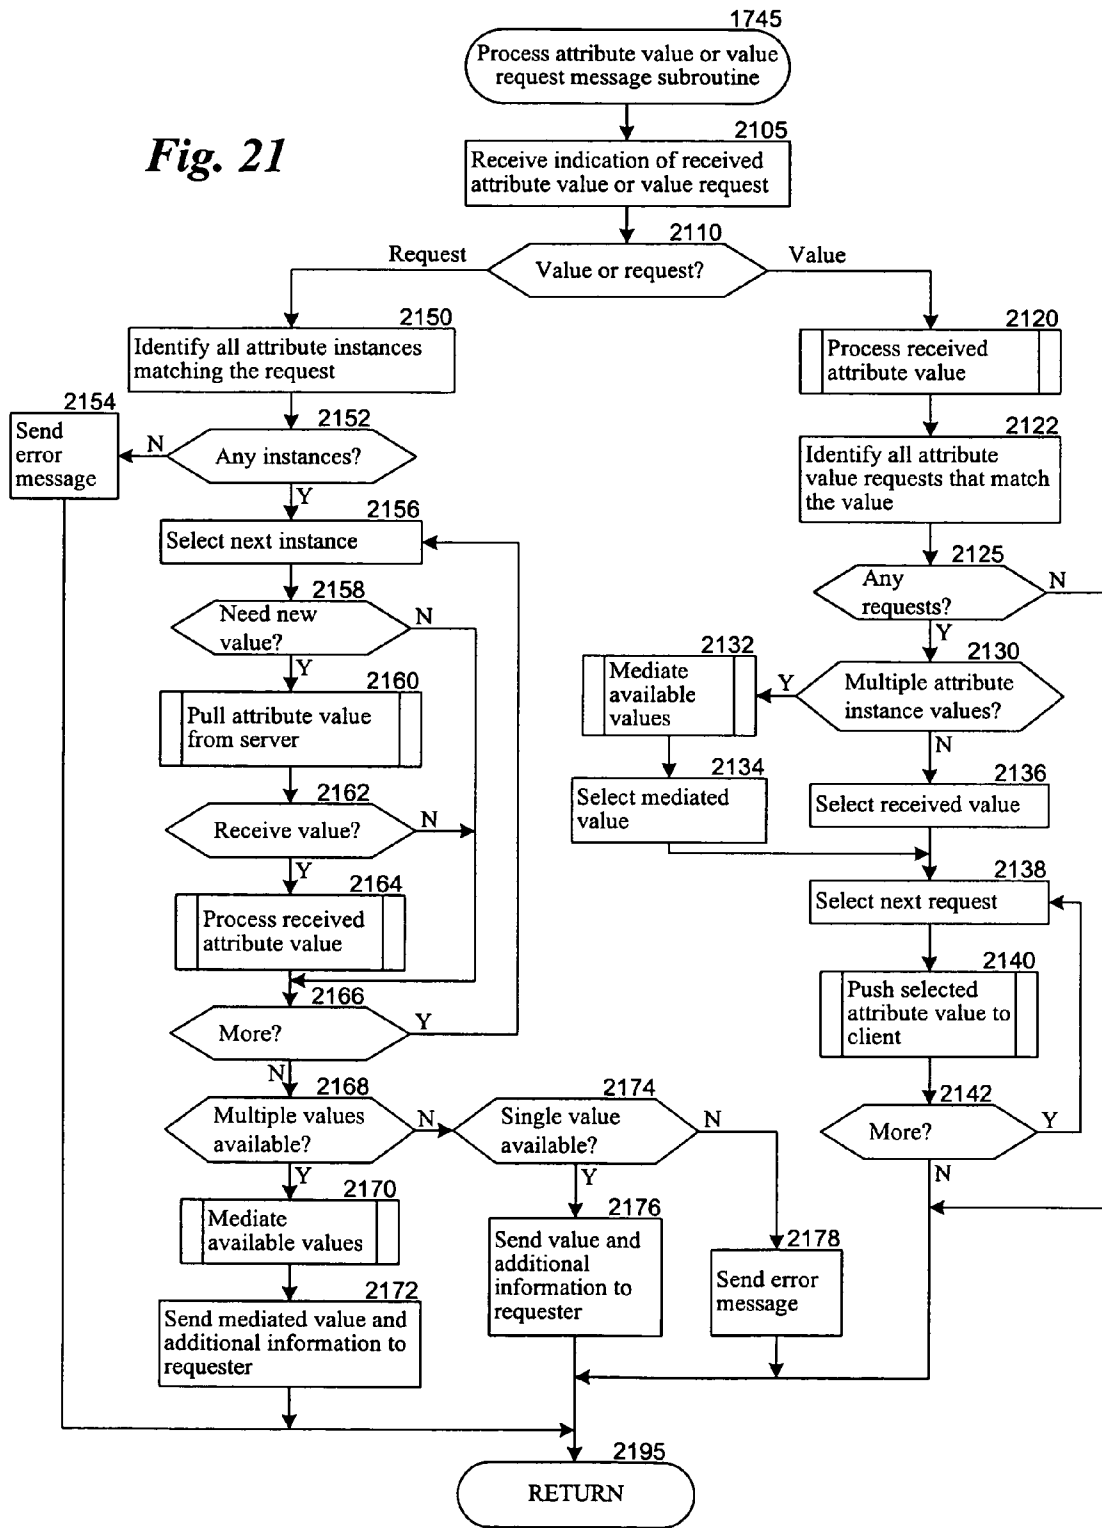 1745
Process attribute value or value
request message subroutine
Fig. 21
2105
Receive indication of received
attribute value or value request
2110
Request
Value or request?
Value
2150
Identify all attribute instances
matching the request
2120
Process received
attribute value
2154
Send
error
message
N
2152
Any instances?
Y
2122
Identify all attribute
value requests that match
the value
2156
Select next instance
2125
Any
requests?
N
Y
2158
Need new
value?
N
Y
2130
Multiple attribute
instance values?
Y
N
2132
Mediate
available
values
2160
Pull attribute value
from server
2134
Select mediated
value
2136
Select received value
2162
Receive value?
N
Y
2138
Select next request
2164
Process received
attribute value
2140
Push selected
attribute value to
client
2166
More?
Y
N
2142
More?
Y
N
2168
Multiple values
available?
N
Y
2174
Single value
available?
N
Y
2170
Mediate
available values
2176
Send value and
additional
information to
requester
2178
Send error
message
2172
Send mediated value and
additional information to
requester
2195
RETURN